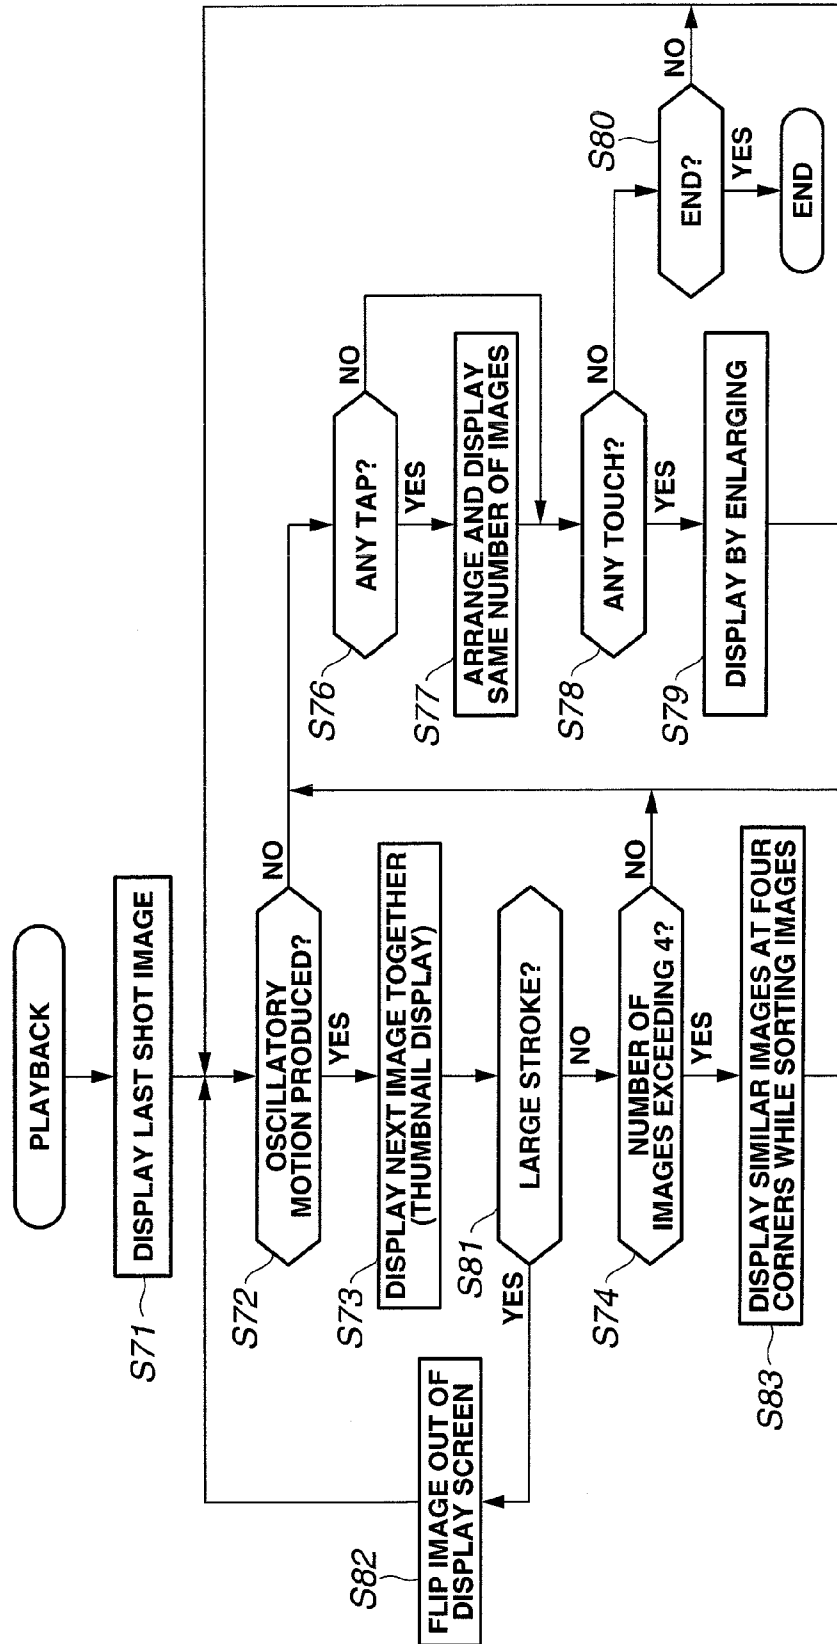 PLAYBACK
S71
DISPLAY LAST SHOT IMAGE
S72
OSCILLATORY
MOTION PRODUCED?
NO
YES
S73
DISPLAY NEXT IMAGE TOGETHER
(THUMBNAIL DISPLAY)
S81
LARGE STROKE?
YES
NO
S82
FLIP IMAGE OUT OF
DISPLAY SCREEN
S74
NUMBER OF
IMAGES EXCEEDING 4?
NO
YES
S83
DISPLAY SIMILAR IMAGES AT FOUR
CORNERS WHILE SORTING IMAGES
S76
ANY TAP?
NO
YES
S77
ARRANGE AND DISPLAY
SAME NUMBER OF IMAGES
S78
ANY TOUCH?
NO
YES
S79
DISPLAY BY ENLARGING
S80
END?
NO
YES
END